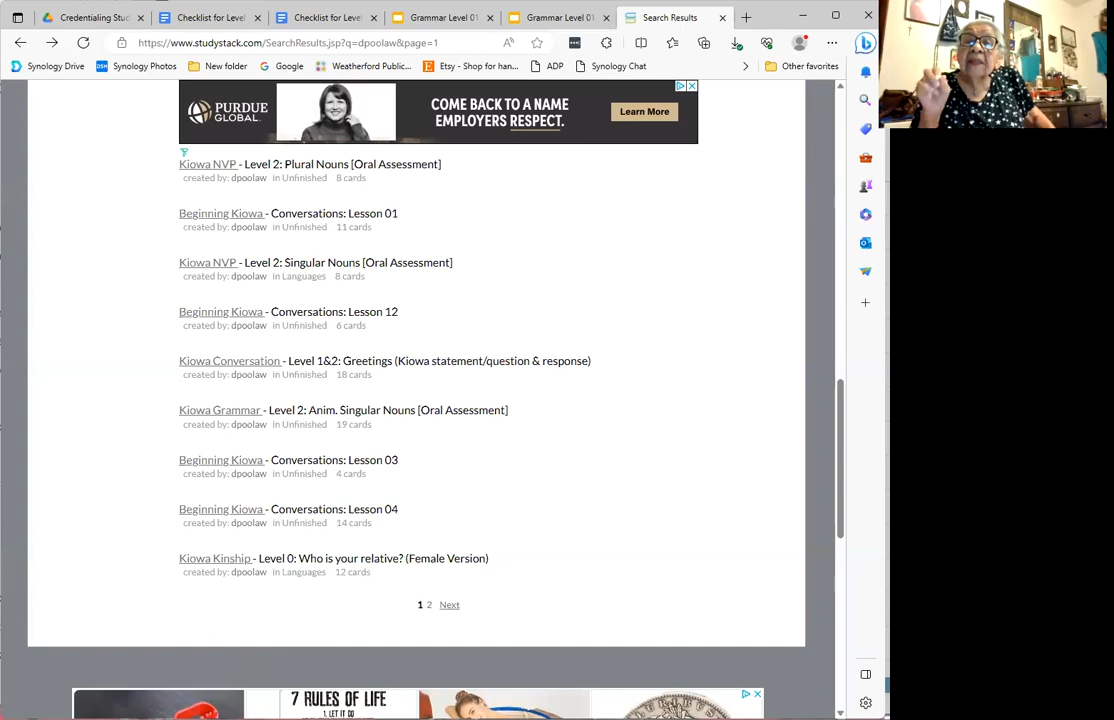 Credentialing Stu
Checklist for Level
Checklist for Level
Grammar Level 01
Grammar Level 01
Search Results
https://www.studystack.com/SearchResults.jsp?q=dpoolaw&page=1
Synology Drive
Synology Photos
New folder
Google
Weatherford Public...
Etsy - Shop for han...
ADP
Synology Chat
Other favorites
PURDUE
GLOBAL
COME BACK TO A NAME
EMPLOYERS RESPECT.
Learn More
Kiowa NVP - Level 2: Plural Nouns [Oral Assessment]
created by: dpoolaw in Unfinished 8 cards
Beginning Kiowa - Conversations: Lesson 01
created by: dpoolaw in Unfinished 11 cards
Kiowa NVP - Level 2: Singular Nouns [Oral Assessment]
created by: dpoolaw in Languages 8 cards
Beginning Kiowa - Conversations: Lesson 12
created by: dpoolaw in Unfinished 6 cards
Kiowa Conversation - Level 1&2: Greetings (Kiowa statement/question & response)
created by: dpoolaw in Unfinished 18 cards
Kiowa Grammar - Level 2: Anim. Singular Nouns [Oral Assessment]
created by: dpoolaw in Unfinished 19 cards
Beginning Kiowa - Conversations: Lesson 03
created by: dpoolaw in Unfinished 4 cards
Beginning Kiowa - Conversations: Lesson 04
created by: dpoolaw in Unfinished 14 cards
Kiowa Kinship - Level 0: Who is your relative? (Female Version)
created by: dpoolaw in Languages 12 cards
1 2 Next
7 RULES OF LIFE
1. LET IT GO